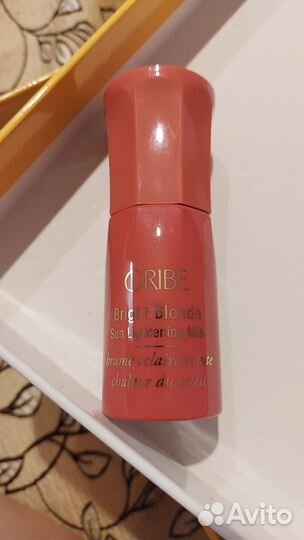 ORIBE
Bright Blonde
Sun Lightening Mist
brume éclaircissante
chaleur du soleil
Avito